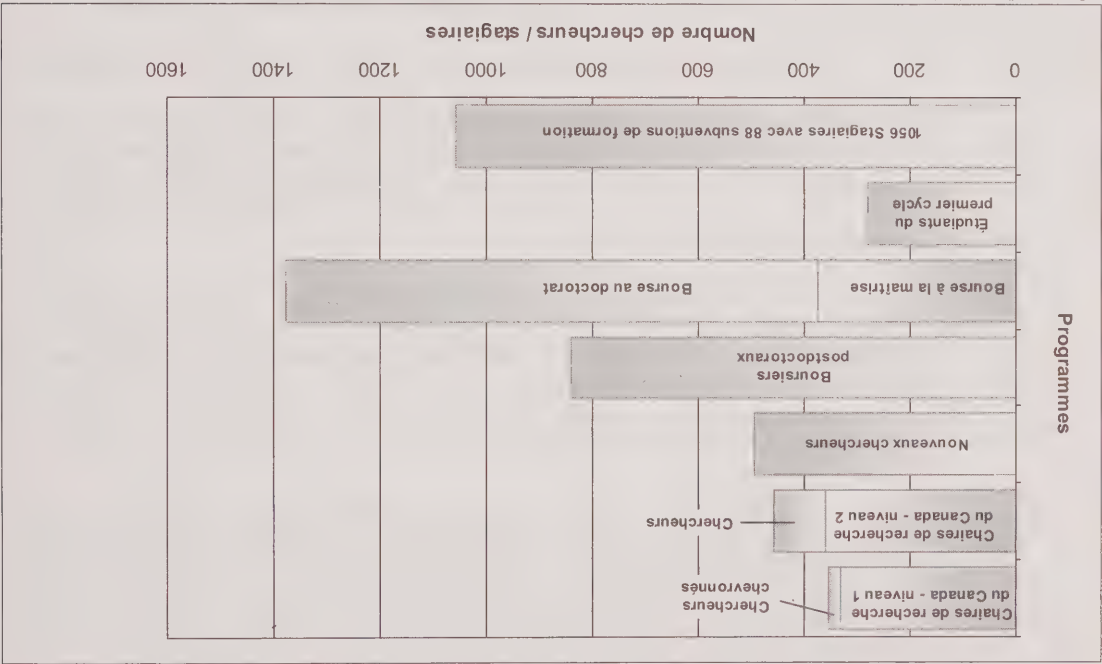 Programmes
Chaires de recherche
du Canada - niveau 1
Chercheurs
chevronnés
Chaires de recherche
du Canada - niveau 2
Chercheurs
Nouveaux chercheurs
Boursiers
postdoctoraux
Bourse à la maîtrise
Bourse au doctorat
Étudiants du
premier cycle
1056 Stagiaires avec 88 subventions de formation
0 200 400 600 800 1000 1200 1400 1600
Nombre de chercheurs / stagiaires